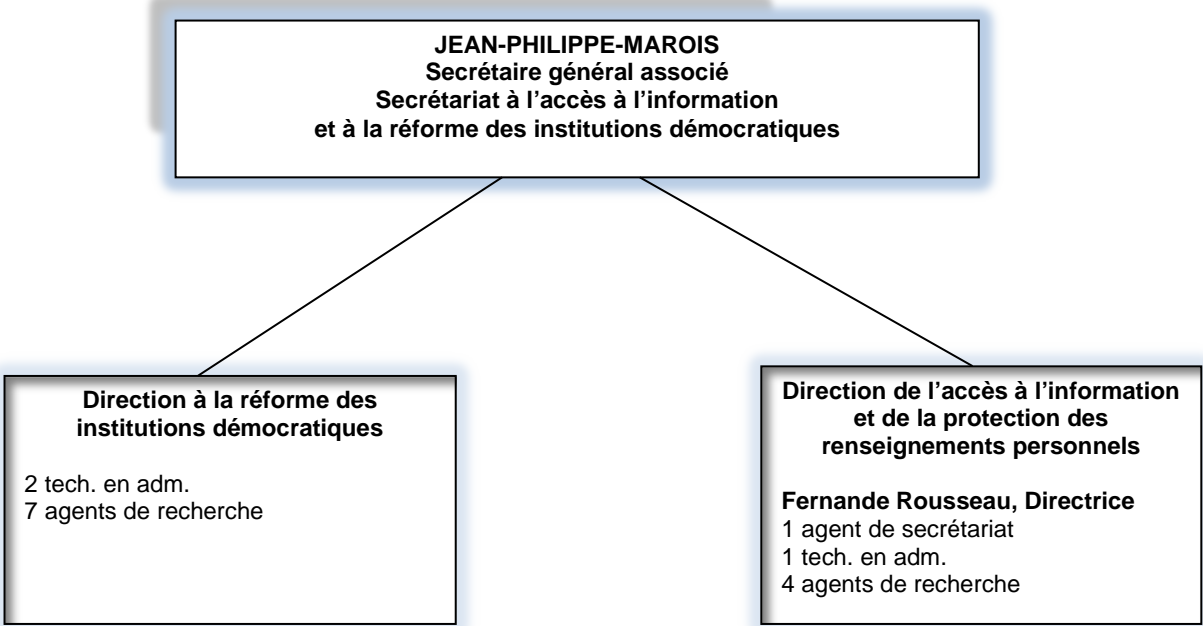 JEAN-PHILIPPE-MAROIS
Secrétaire général associé
Secrétariat à l’accès à l’information
et à la réforme des institutions démocratiques
Direction à la réforme des
institutions démocratiques
2 tech. en adm.
7 agents de recherche
Direction de l’accès à l’information
et de la protection des
renseignements personnels
Fernande Rousseau, Directrice
1 agent de secrétariat
1 tech. en adm.
4 agents de recherche